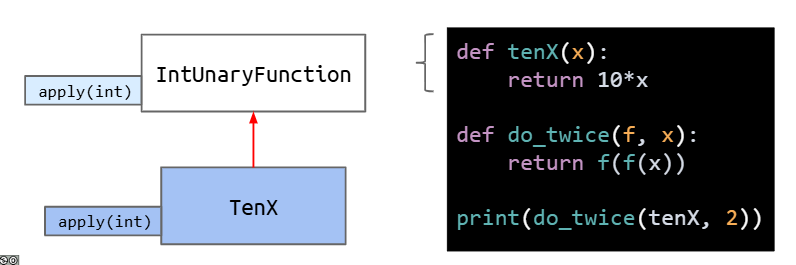 IntUnaryFunction
apply(int)
TenX
apply(int)
def tenX(x):
    return 10*x
def do_twice(f, x):
    return f(f(x))
print(do_twice(tenX, 2))